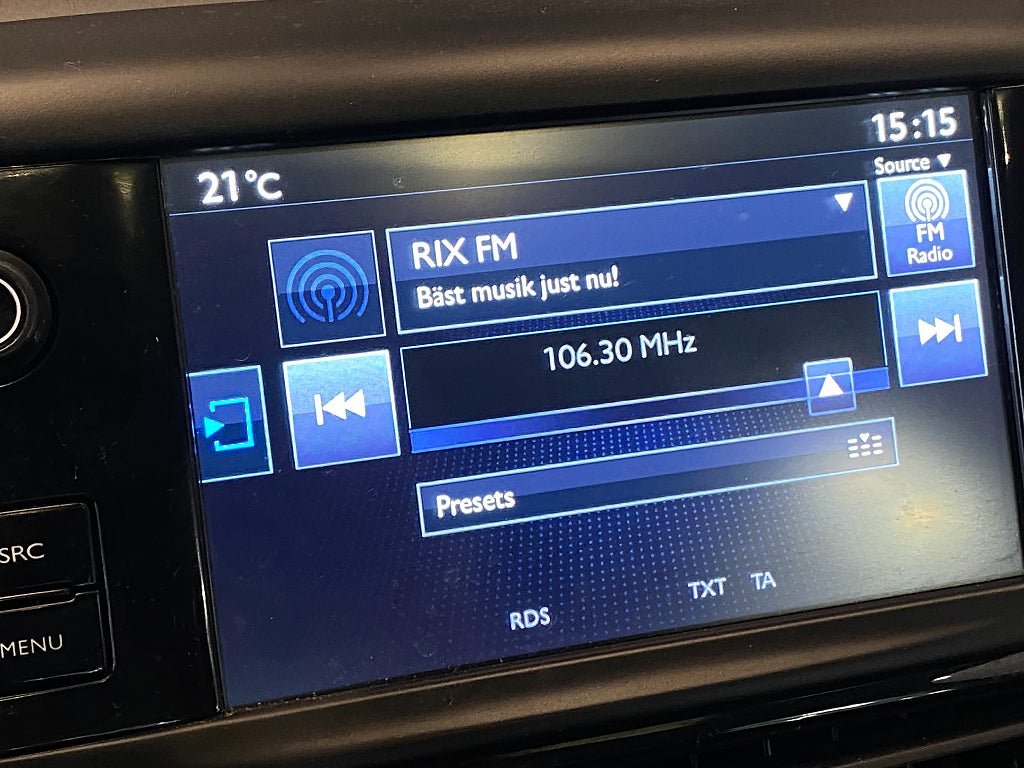 15:15
21°C
Source
RIX FM
Bäst musik just nu!
FM
Radio
106.30 MHz
Presets
SRC
MENU
RDS
TXT TA